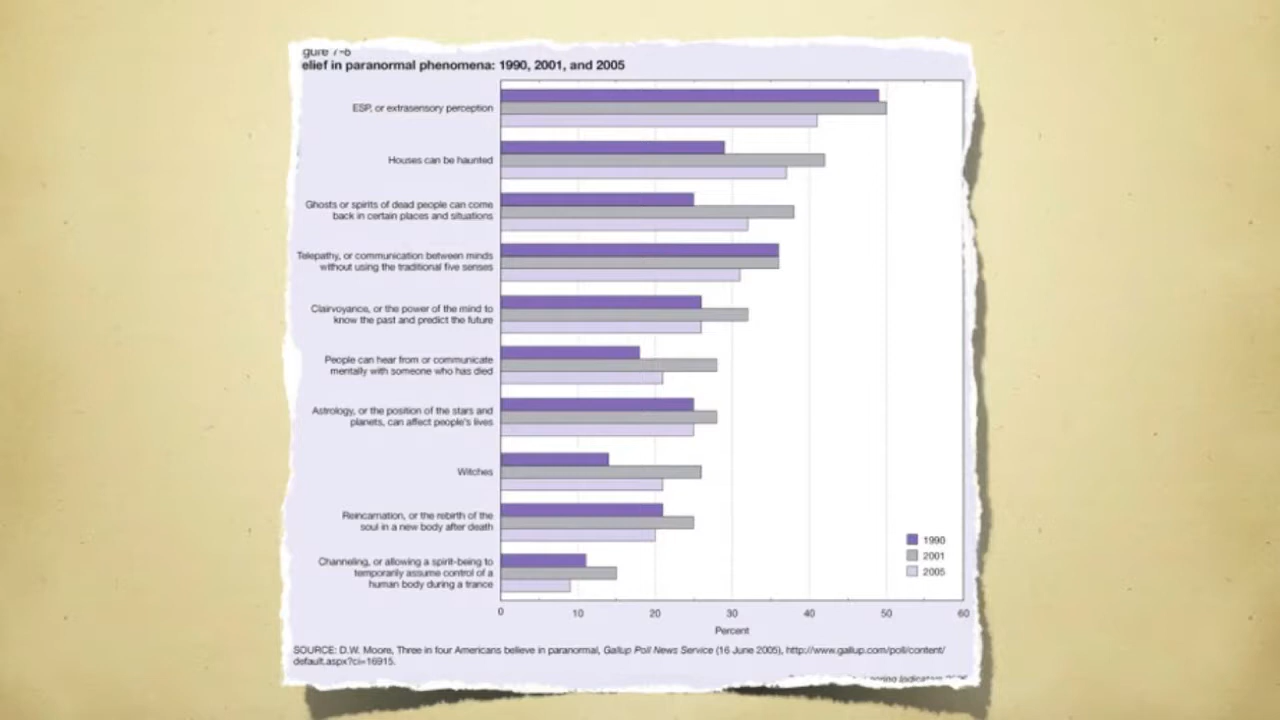 gure 7-6
elief in paranormal phenomena: 1990, 2001, and 2005
ESP, or extrasensory perception
Houses can be haunted
Ghosts or spirits of dead people can come
back in certain places and situations
Telepathy, or communication between minds
without using the traditional five senses
Clairvoyance, or the power of the mind to
know the past and predict the future
People can hear from or communicate
mentally with someone who has died
Astrology, or the position of the stars and
planets, can affect people's lives
Witches
Reincarnation, or the rebirth of the
soul in a new body after death
Channeling, or allowing a spirit-being to
temporarily assume control of a
human body during a trance
1990
2001
2005
0 10 20 30 40 50 60
Percent
SOURCE: D.W. Moore, Three in four Americans believe in paranormal, Gallup Poll News Service (16 June 2005), http://www.gallup.com/poll/content/
default.aspx?ci=16915.